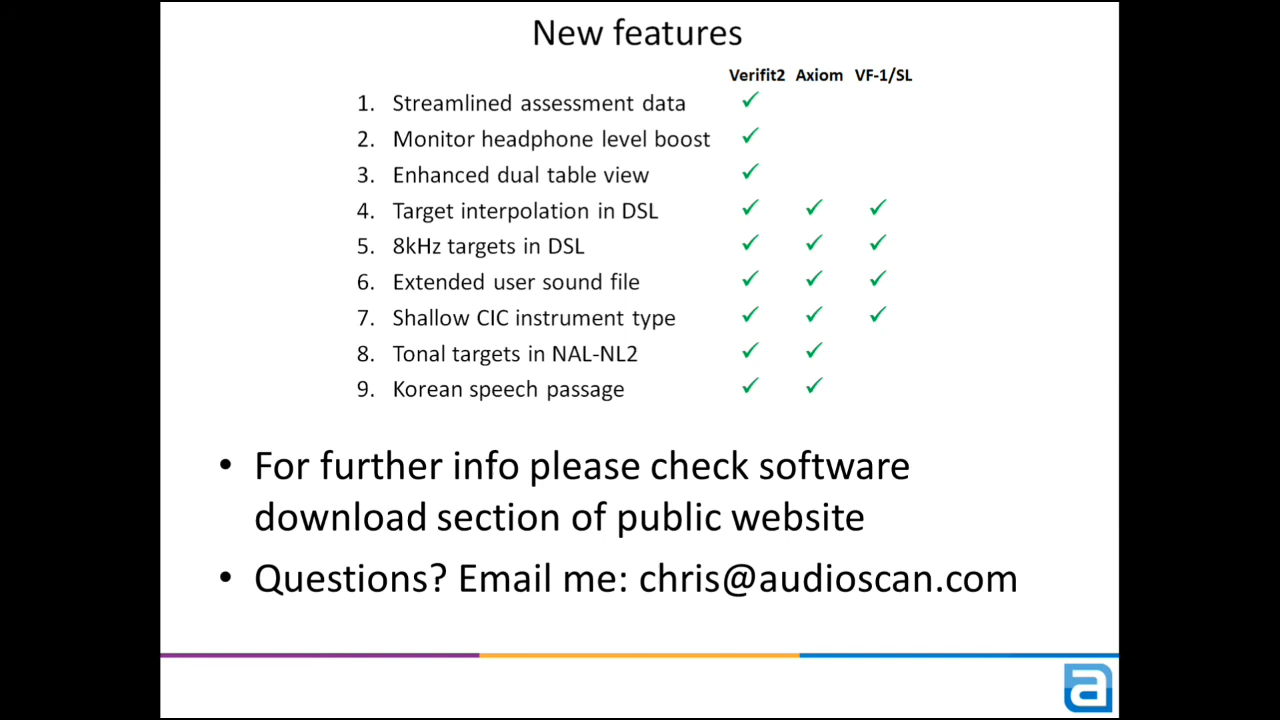 New features
Verifit2 Axiom VF-1/SL
1. Streamlined assessment data ✓
2. Monitor headphone level boost ✓
3. Enhanced dual table view ✓
4. Target interpolation in DSL ✓ ✓ ✓
5. 8kHz targets in DSL ✓ ✓ ✓
6. Extended user sound file ✓ ✓ ✓
7. Shallow CIC instrument type ✓ ✓ ✓
8. Tonal targets in NAL-NL2 ✓ ✓
9. Korean speech passage ✓ ✓
• For further info please check software
download section of public website
• Questions? Email me: chris@audioscan.com
a